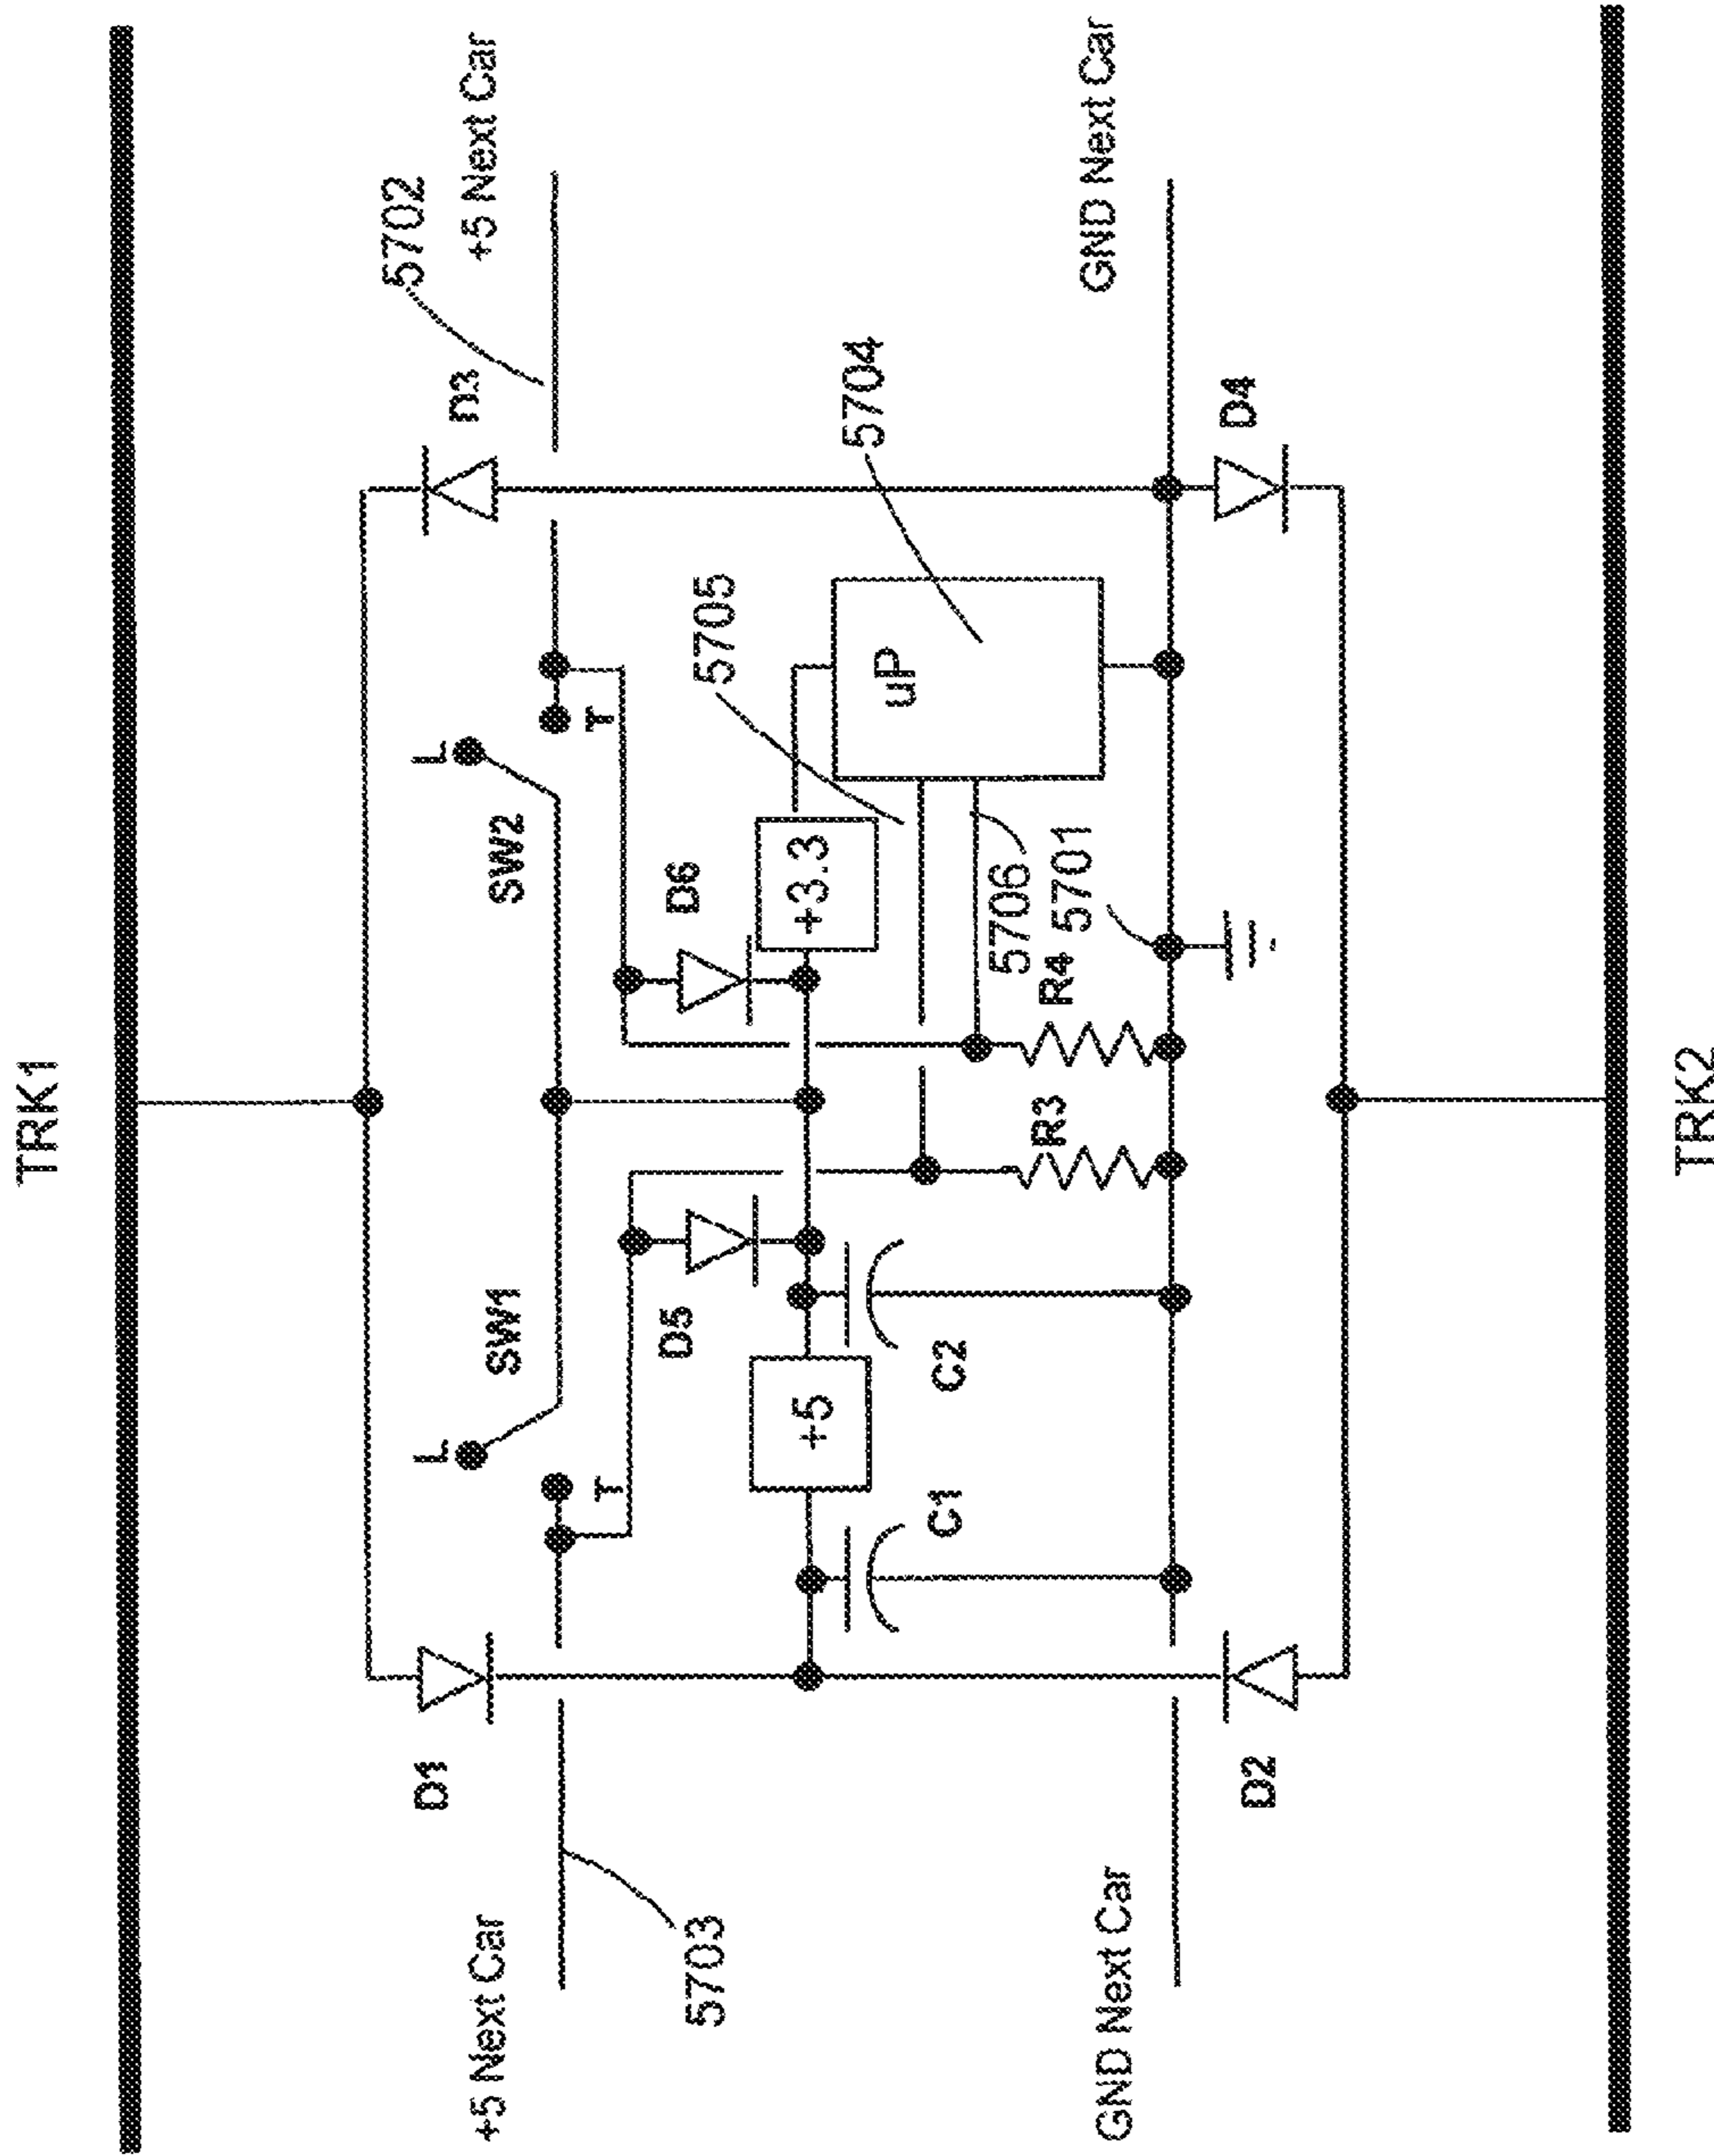 TRK1
5702
D1
L
L
D3
+5 Next Car
SW1
SW2
+5 Next Car
T
T
D5
D6
5703
5705
+5
+3.3
5704
uP
C1
C2
5706
R3
R4
5701
GND Next Car
GND Next Car
D2
D4
TRK2